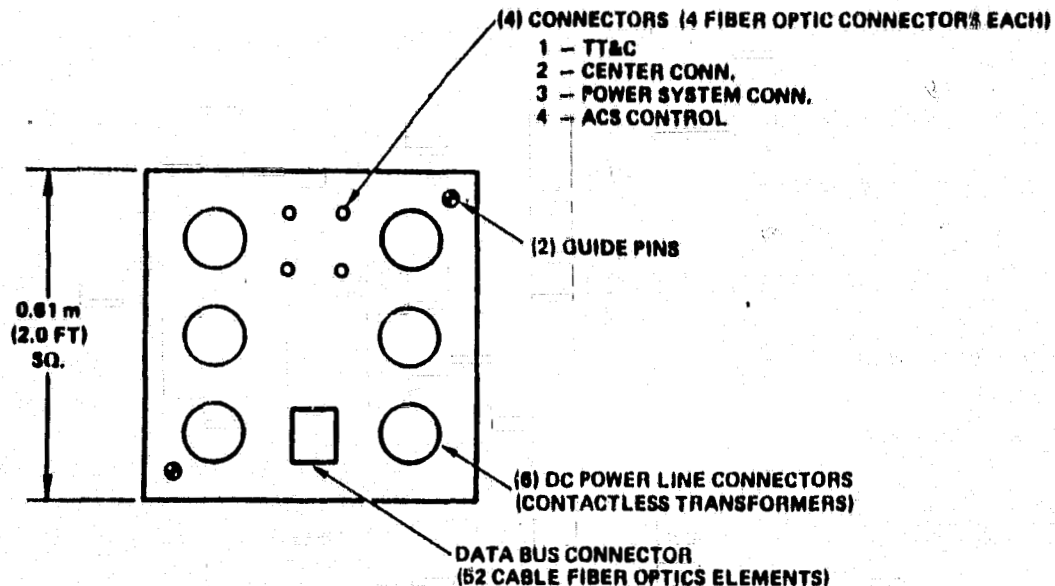 (4) CONNECTORS (4 FIBER OPTIC CONNECTORS EACH)
1 – TT&C
2 – CENTER CONN.
3 – POWER SYSTEM CONN.
4 – ACS CONTROL
(2) GUIDE PINS
0.61 m
(2.0 FT)
SQ.
(6) DC POWER LINE CONNECTORS
(CONTACTLESS TRANSFORMERS)
DATA BUS CONNECTOR
(52 CABLE FIBER OPTICS ELEMENTS)